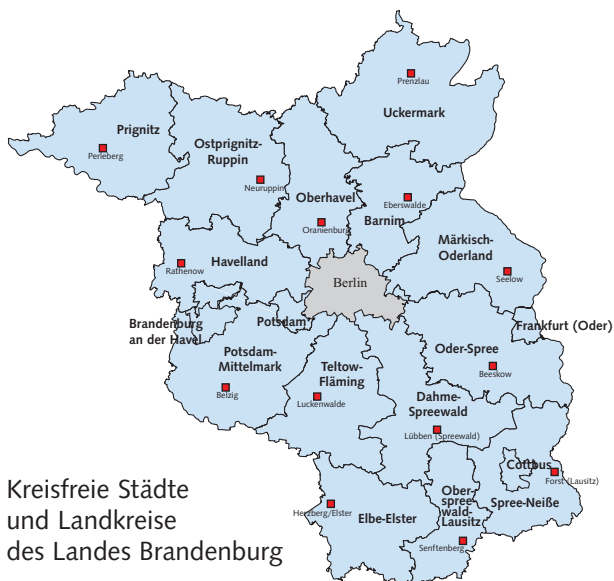 Prenzlau
Uckermark
Prignitz
Perleberg
Ostprignitz-
Ruppin
Neuruppin
Oberhavel
Oranienburg
Eberswalde
Barnim
Märkisch-
Oderland
Seelow
Havelland
Rathenow
Berlin
Brandenburg
an der Havel
Potsdam
Frankfurt (Oder)
Potsdam-
Mittelmark
Belzig
Teltow-
Fläming
Luckenwalde
Oder-Spree
Beeskow
Dahme-
Spreewald
Lübben (Spreewald)
Cottbus
Forst (Lausitz)
Spree-Neiße
Ober-
spree-
wald-
Lausitz
Senftenberg
Herzberg/Elster
Elbe-Elster
Kreisfreie Städte
und Landkreise
des Landes Brandenburg